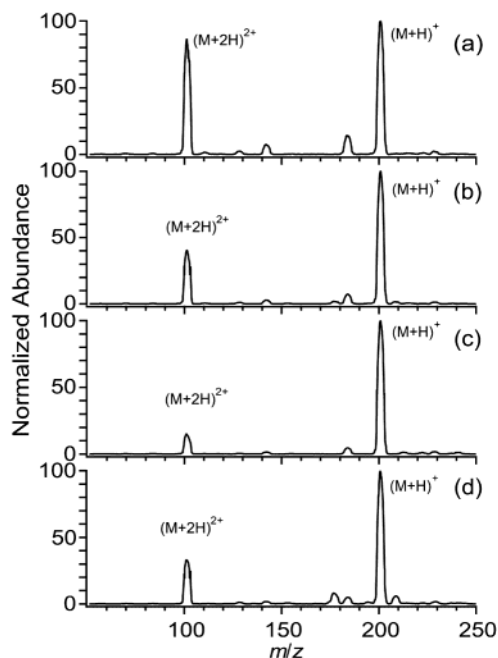 100
(M+2H)2+
(M+H)+
(a)
50
0
100
(M+H)+
(b)
(M+2H)2+
50
0
100
(M+H)+
(c)
50
(M+2H)2+
0
100
(M+H)+
(d)
(M+2H)2+
50
0
100 150 200 250
m/z
Normalized Abundance